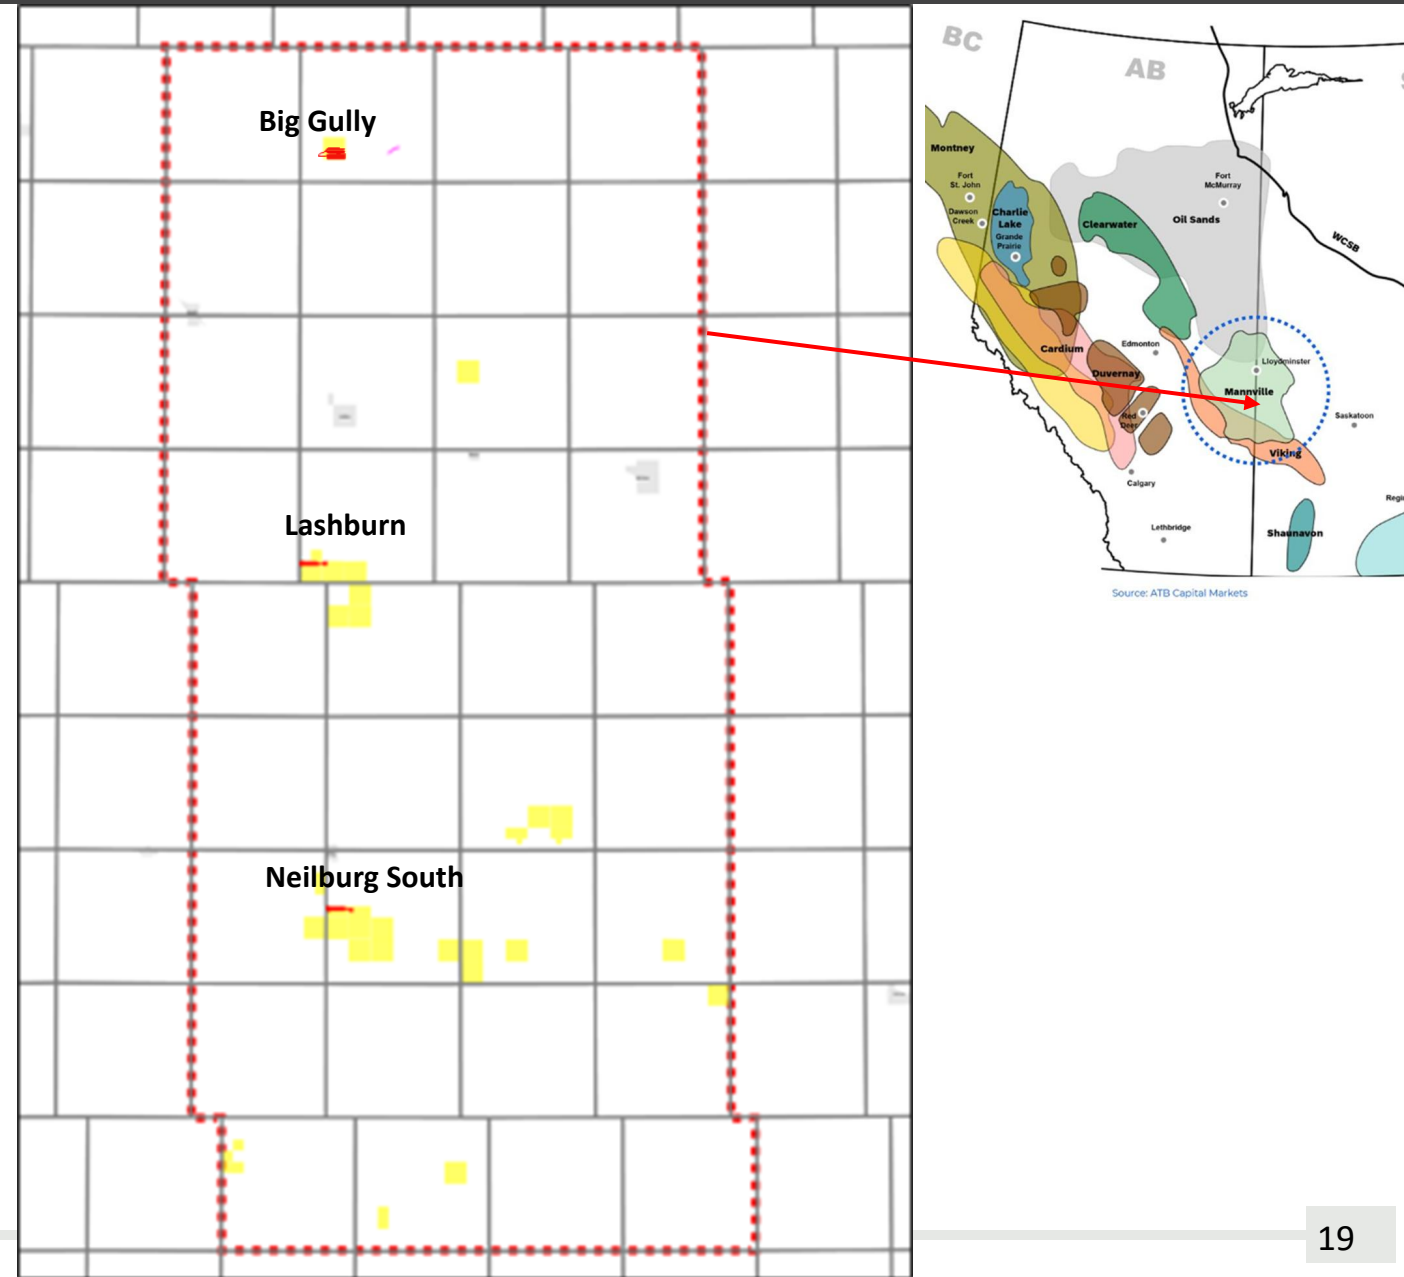 Big Gully
Lashburn
Neilburg South
BC
AB
Montney
Fort
St. John
Dawson
Creek
Charlie
Lake
Grande
Prairie
Clearwater
Fort
McMurray
Oil Sands
WCSB
Cardium
Edmonton
Duvernay
Red
Deer
Lloydminster
Mannville
Saskatoon
Viking
Calgary
Lethbridge
Shaunavon
Source: ATB Capital Markets
19